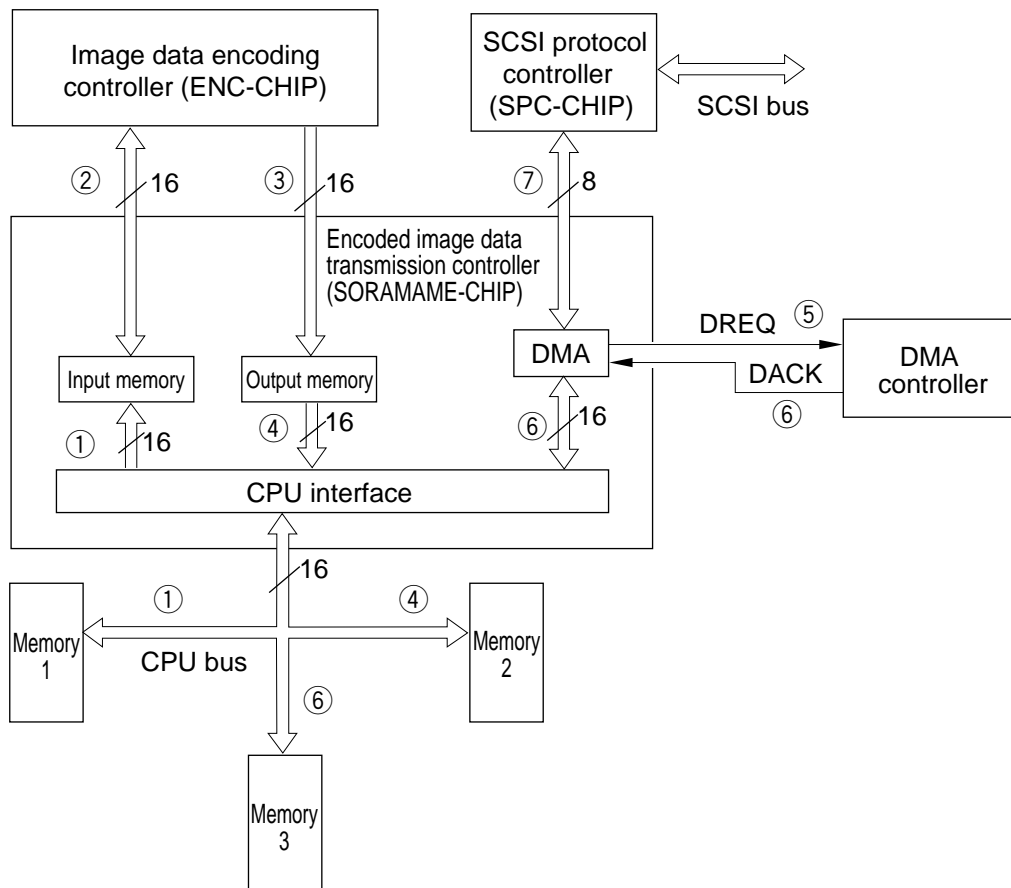 Image data encoding
controller (ENC-CHIP)
SCSI protocol
controller
(SPC-CHIP)
SCSI bus
② 16
③ 16
⑦ 8
Encoded image data
transmission controller
(SORAMAME-CHIP)
DREQ ⑤
DMA
DACK
⑥
DMA
controller
Input memory
Output memory
① 16
④ 16
⑥ 16
CPU interface
16
①
④
Memory
1
CPU bus
Memory
2
⑥
Memory
3